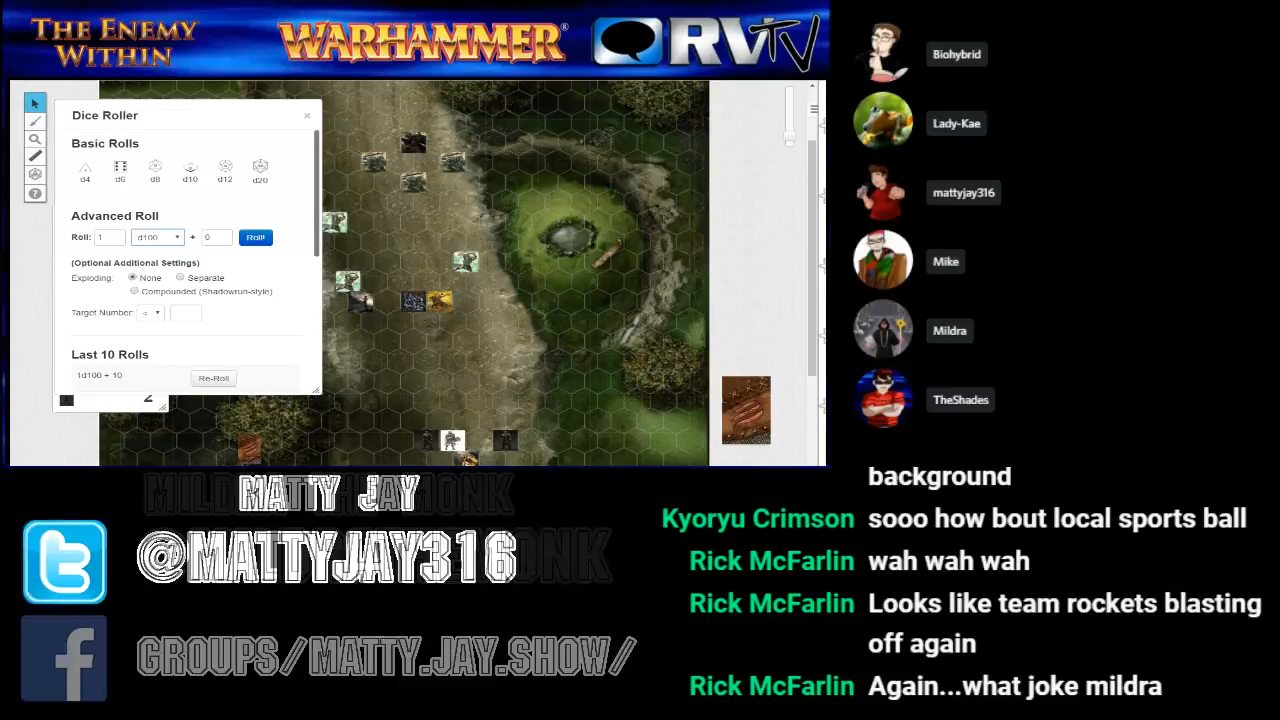 THE ENEMY
WITHIN
WARHAMMER®
RVTV
Dice Roller
×
Basic Rolls
d4
d6
d8
d10
d12
d20
Advanced Roll
Roll: 1 d100 + 0 Roll!
(Optional Additional Settings)
Exploding: None Separate
Compounded (Shadowrun-style)
Target Number: <
Last 10 Rolls
1d100 + 10 Re-Roll
2
Biohybrid
Lady-Kae
mattyjay316
Mike
Mildra
TheShades
MATTY JAY
@MATTYJAY316
GROUPS/MATTY.JAY.SHOW/
background
Kyoryu Crimson sooo how bout local sports ball
Rick McFarlin wah wah wah
Rick McFarlin Looks like team rockets blasting
off again
Rick McFarlin Again...what joke mildra